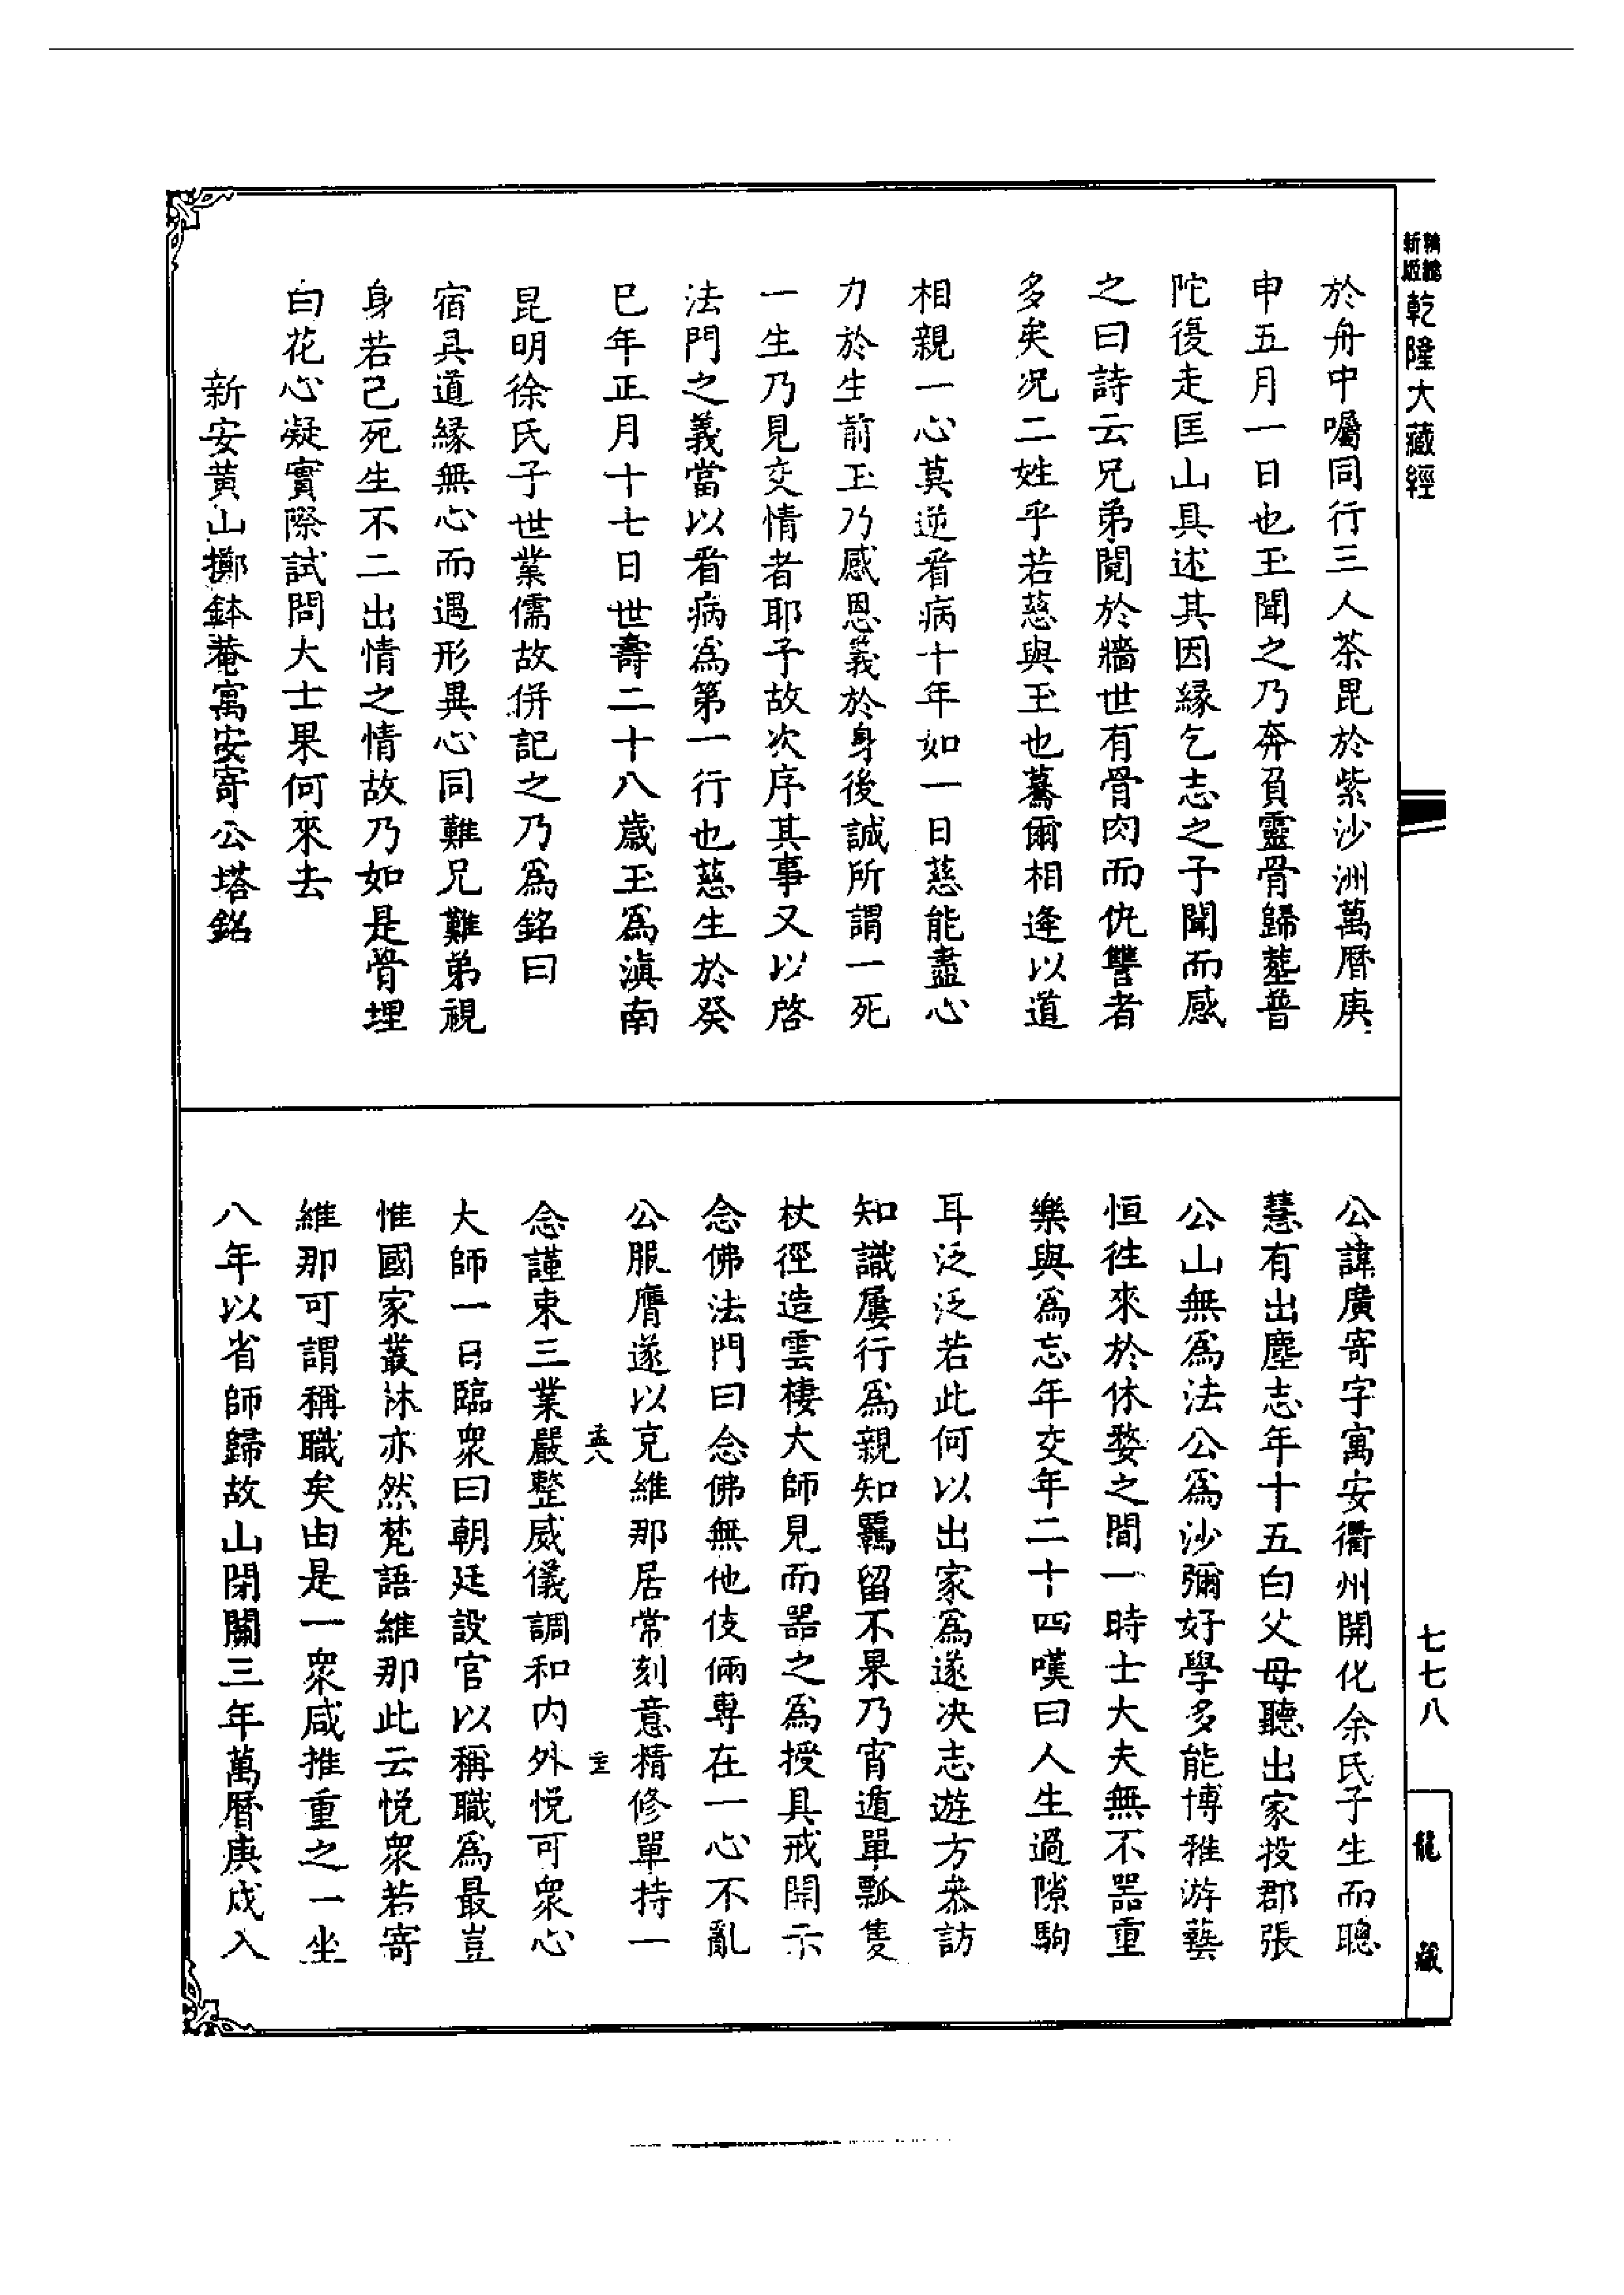 精縮新版
乾隆大藏經
於舟中囑同行三人茶毘於紫沙洲萬曆庚
申五月一日也玉聞之乃奔負靈骨歸塟普
陀復走匡山具述其因緣乞志之予聞而感
之曰詩云兄弟鬩於牆世有骨肉而仇讐者
多矣况二姓乎若慈與玉也驀爾相逢以道
相親一心莫逆看病十年如一日慈能盡心
力於生前玉乃感恩義於身後誠所謂一死
一生乃見交情者耶予故次序其事又以啓
法門之義當以看病爲第一行也慈生於癸
巳年正月十七日世壽二十八歲玉爲滇南
昆明徐氏子世業儒故併記之乃爲銘曰
宿具道緣無心而遇形異心同難兄難弟視
身若己死生不二出情之情故乃如是骨埋
白花心凝實際試問大士果何來去
新安黃山擲鉢菴寓安寄公塔銘
公諱廣寄字寓安衢州開化余氏子生而聰
慧有出塵志年十五白父母聽出家投郡張
公山無爲法公爲沙彌好學多能博雅游藝
恒徃來於休婺之間一時士大夫無不器重
樂與爲忘年交年二十四嘆曰人生過隙駒
耳泛泛若此何以出家爲遂决志遊方叅訪
知識屢行爲親知羈留不果乃宵遁單瓢隻
杖徑造雲棲大師見而器之爲授具戒開示
念佛法門曰念佛無他伎倆專在一心不亂
公服膺遂以克維那居常刻意精修單持一
念謹束三業嚴整威儀調和內外悅可衆心
大師一日臨衆曰朝廷設官以稱職爲最豈
惟國家叢林亦然梵語維那此云悅衆若寄
維那可謂稱職矣由是一衆咸推重之一坐
八年以省師歸故山閉關三年萬曆庚戌入
七七八
龍藏